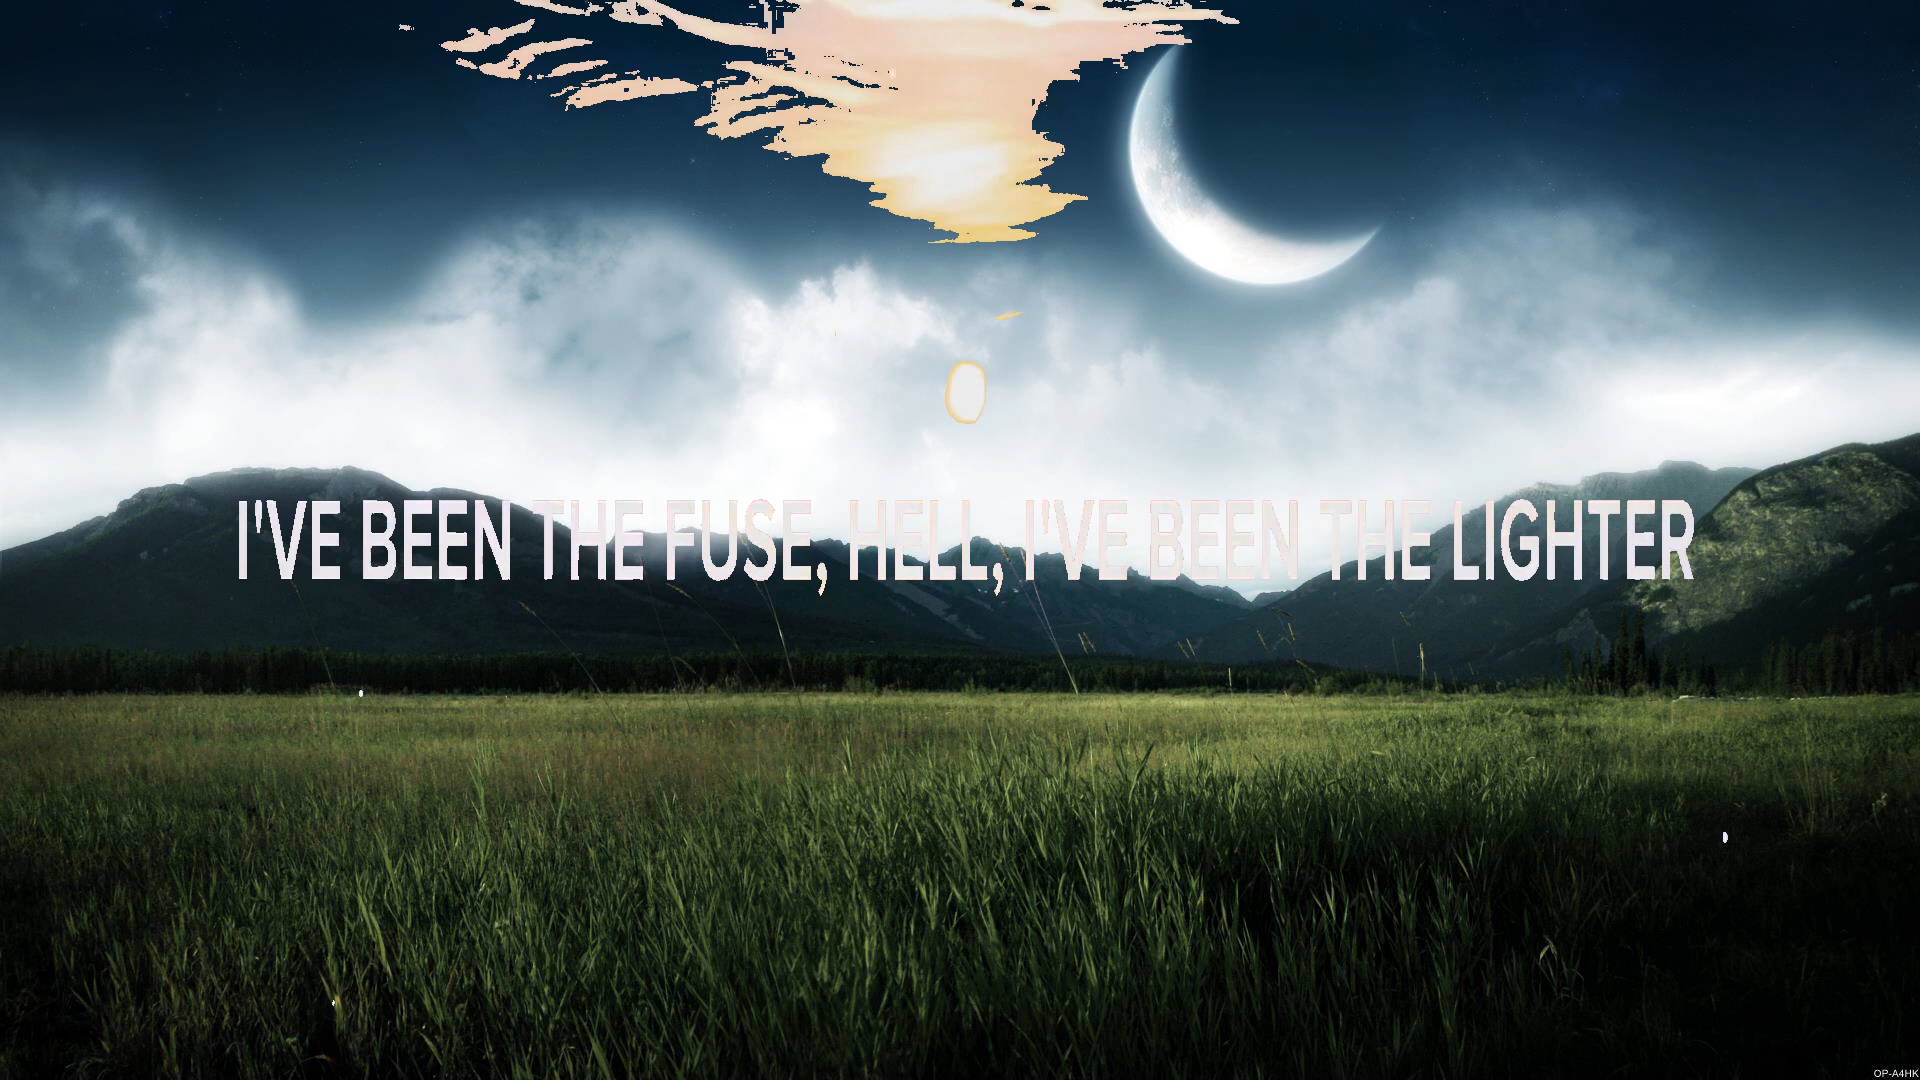 I'VE BEEN THE FUSE, HELL, I'VE BEEN THE LIGHTER
OP-A4HK